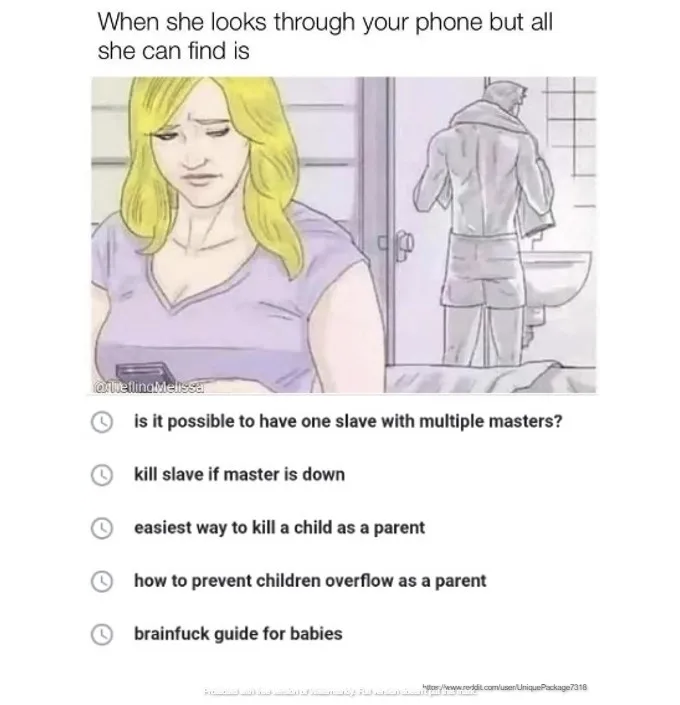 When she looks through your phone but all
she can find is
is it possible to have one slave with multiple masters?
kill slave if master is down
easiest way to kill a child as a parent
how to prevent children overflow as a parent
brainfuck guide for babies
https://www.reddit.com/user/UniquePackage7318